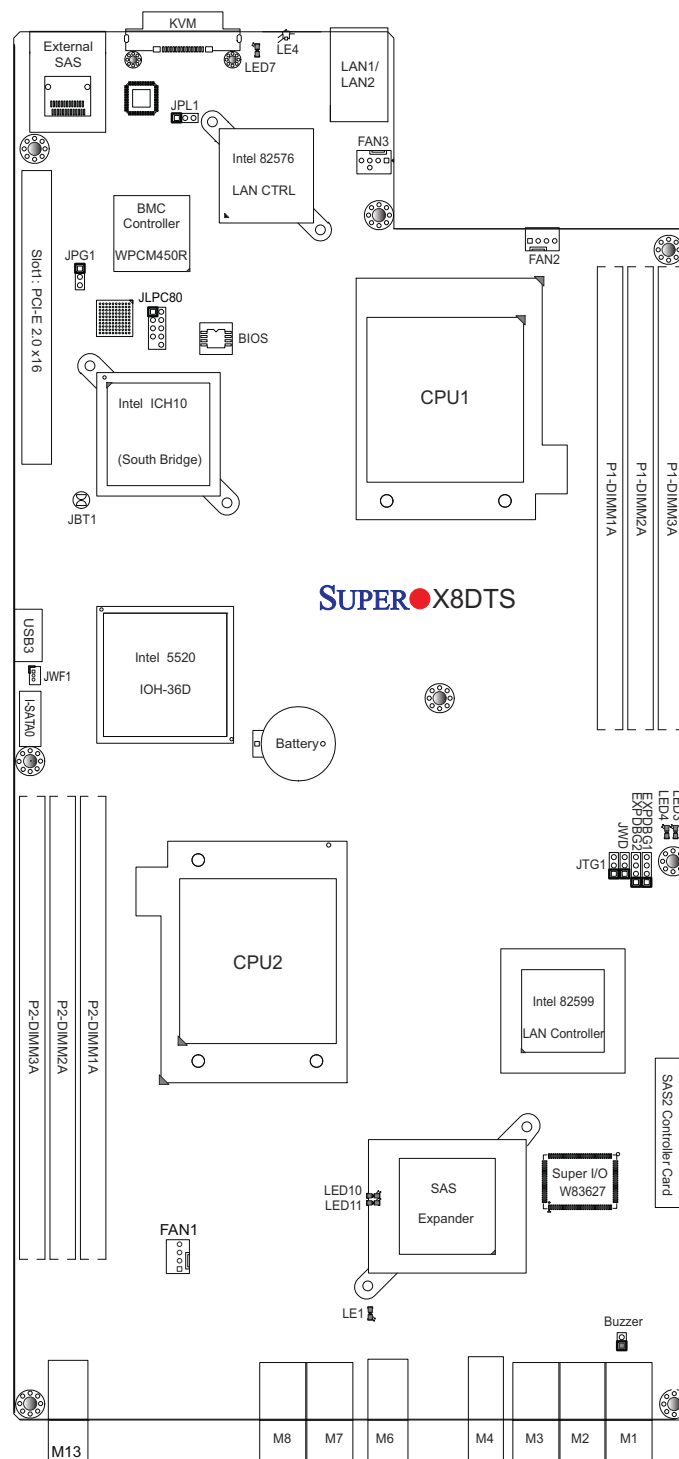 KVM
External
SAS
LE4
LED7
LAN1/
LAN2
JPL1
FAN3
Intel 82576
LAN CTRL
BMC
Controller
WPCM450R
FAN2
JPG1
JLPC80
BIOS
Slot1: PCI-E 2.0 x16
CPU1
Intel ICH10
(South Bridge)
P1-DIMM1A
P1-DIMM2A
P1-DIMM3A
JBT1
SUPER X8DTS
USB3
Intel 5520
IOH-36D
JWF1
I-SATA0
Battery
LED3
LED4
EXPDBG1
EXPDBG2
JWD
JTG1
CPU2
P2-DIMM3A
P2-DIMM2A
P2-DIMM1A
Intel 82599
LAN Controller
SAS2 Controller Card
Super I/O
W83627
SAS
Expander
LED10
LED11
FAN1
LE1
Buzzer
M13
M8
M7
M6
M4
M3
M2
M1